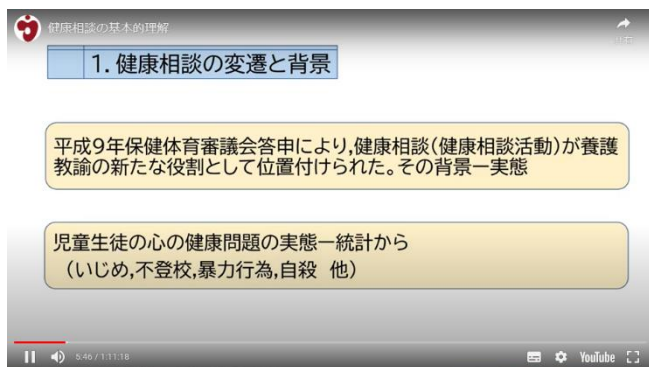 健康相談の基本的理解
共有
1. 健康相談の変遷と背景
平成9年保健体育審議会答申により,健康相談(健康相談活動)が養護
教諭の新たな役割として位置付けられた。その背景ー実態
児童生徒の心の健康問題の実態ー統計から
(いじめ,不登校,暴力行為,自殺 他)
5:46 / 1:11:18
YouTube